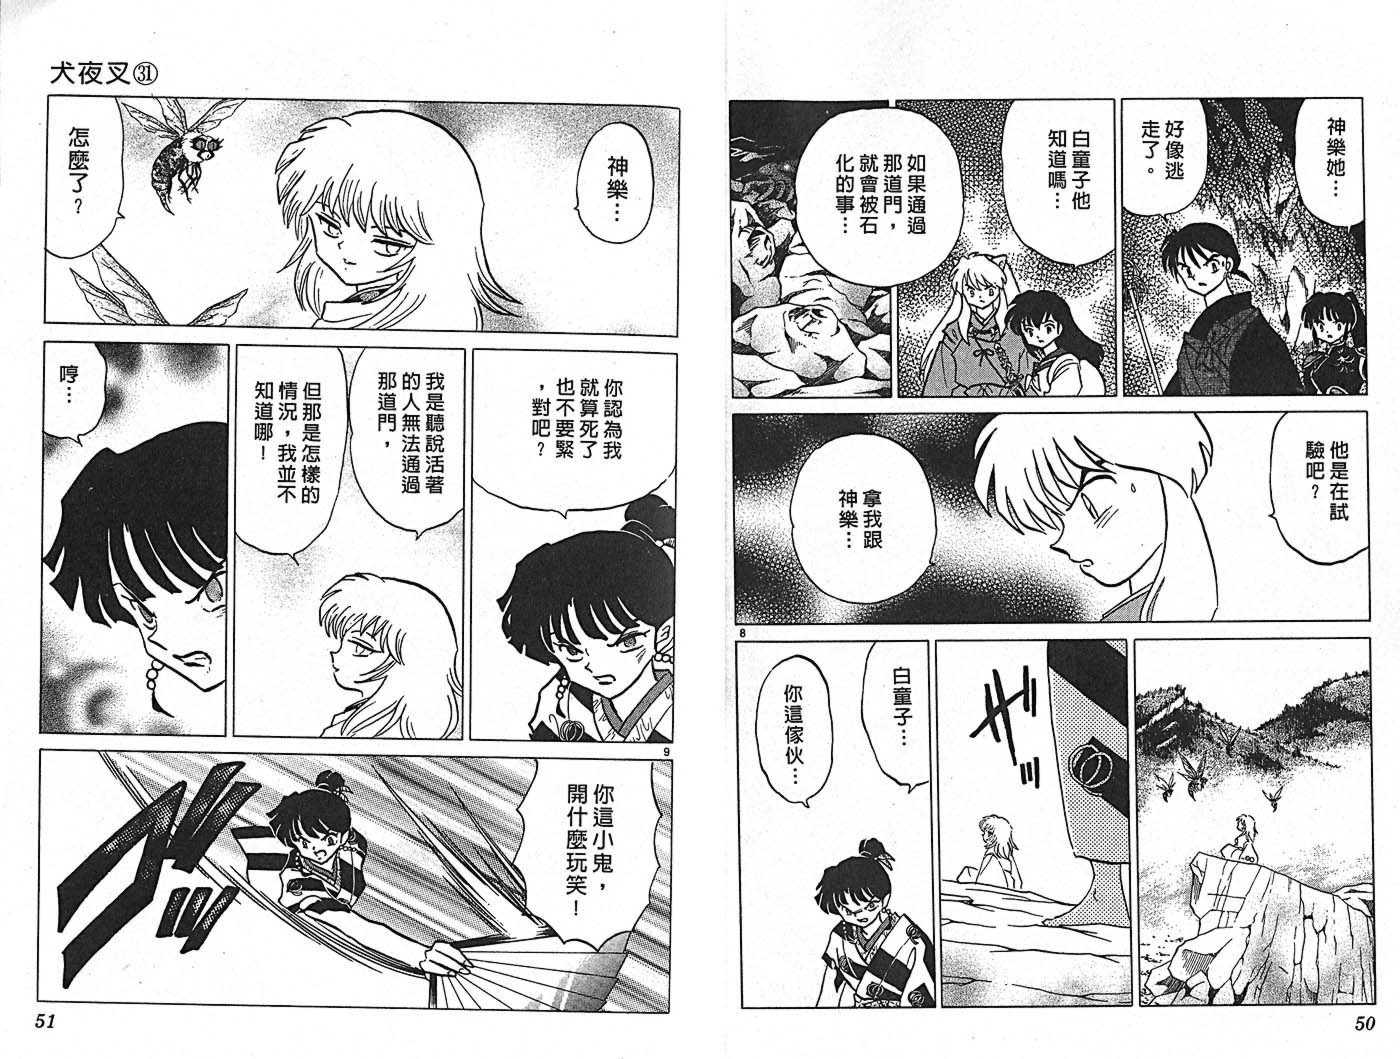 神樂她…
好像逃
走了。
白童子他
知道嗎…
如果通過
那道門，
就會被石
化的事…
他是在試
驗吧？
拿我跟
神樂…
8
白童子…
你這傢伙…
50
犬夜叉㉛
神樂…
怎麼了？
你認為我
就算死了
也不要緊
，對吧？
我是聽說活著
的人無法通過
那道門，
但那是怎樣的
情況，我並不
知道哪！
哼…
9
你這小鬼，
開什麼玩笑！
51